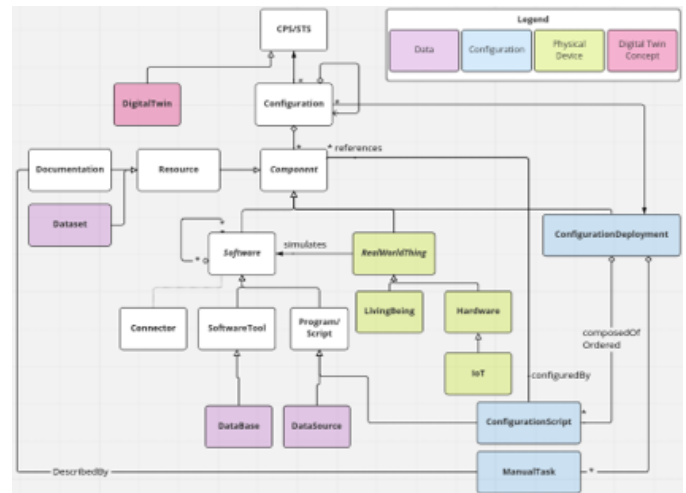 CPS/STS
Legend
Data
Configuration
Physical
Device
Digital Twin
Concept
DigitalTwin
Configuration
*
*
* references
*
Documentation
Resource
Component
Dataset
ConfigurationDeployment
*
*
Software
simulates
RealWorldThing
LivingBeing
Hardware
Connector
SoftwareTool
Program/
Script
composedOf
Ordered
IoT
configuredBy
DataBase
DataSource
ConfigurationScript
*
DescribedBy
ManualTask
*